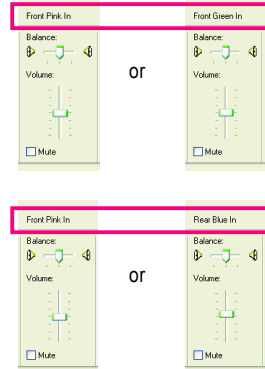 Front Pink In
Balance:
Volume:
Mute
or
Front Green In
Balance:
Volume:
Mute
Front Pink In
Balance:
Volume:
Mute
or
Rear Blue In
Balance:
Volume:
Mute